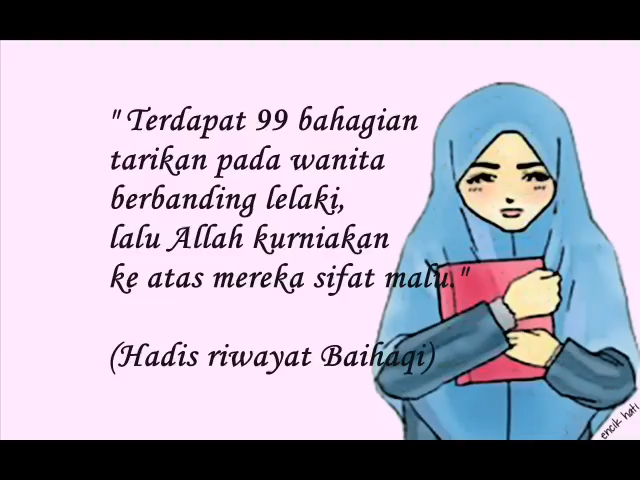 " Terdapat 99 bahagian
tarikan pada wanita
berbanding lelaki,
lalu Allah kurniakan
ke atas mereka sifat malu."
(Hadis riwayat Baihaqi)
encik hati